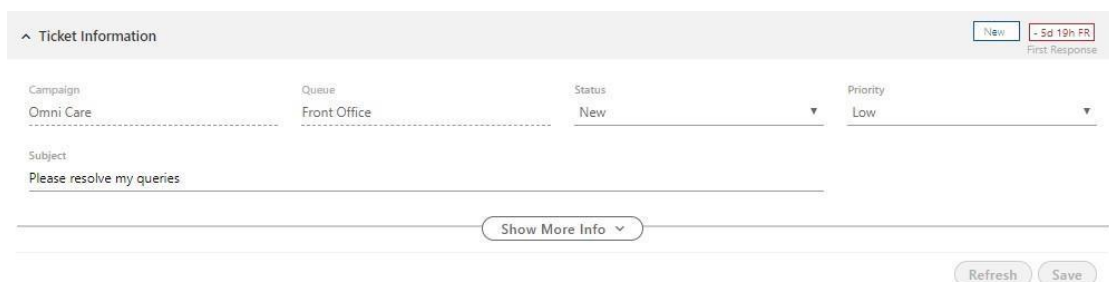 Ticket Information
New
- 5d 19h FR
First Response
Campaign
Queue
Status
Priority
Omni Care
Front Office
New
Low
Subject
Please resolve my queries
Show More Info
Refresh
Save